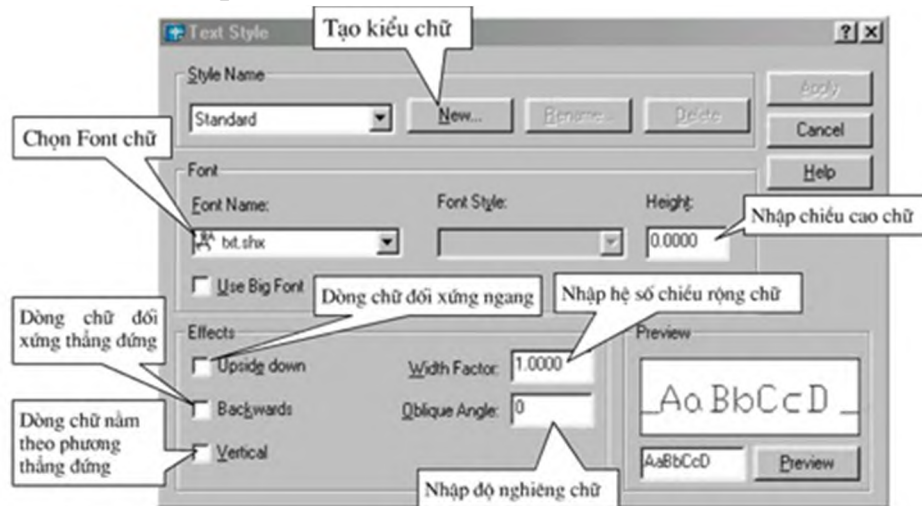 Text Style
Tạo kiểu chữ
Style Name
Standard
New...
Rename...
Delete
Apply
Cancel
Help
Chọn Font chữ
Font
Font Name:
Font Style:
Height:
txt.shx
0.0000
Nhập chiều cao chữ
Use Big Font
Dòng chữ đối xứng ngang
Nhập hệ số chiều rộng chữ
Dòng chữ đối
xứng thẳng đứng
Effects
Upside down
Width Factor:
1.0000
Backwards
Oblique Angle:
0
Dòng chữ nằm
theo phương
thẳng đứng
Vertical
Nhập độ nghiêng chữ
Preview
AaBbCcD
AaBbCcD
Preview